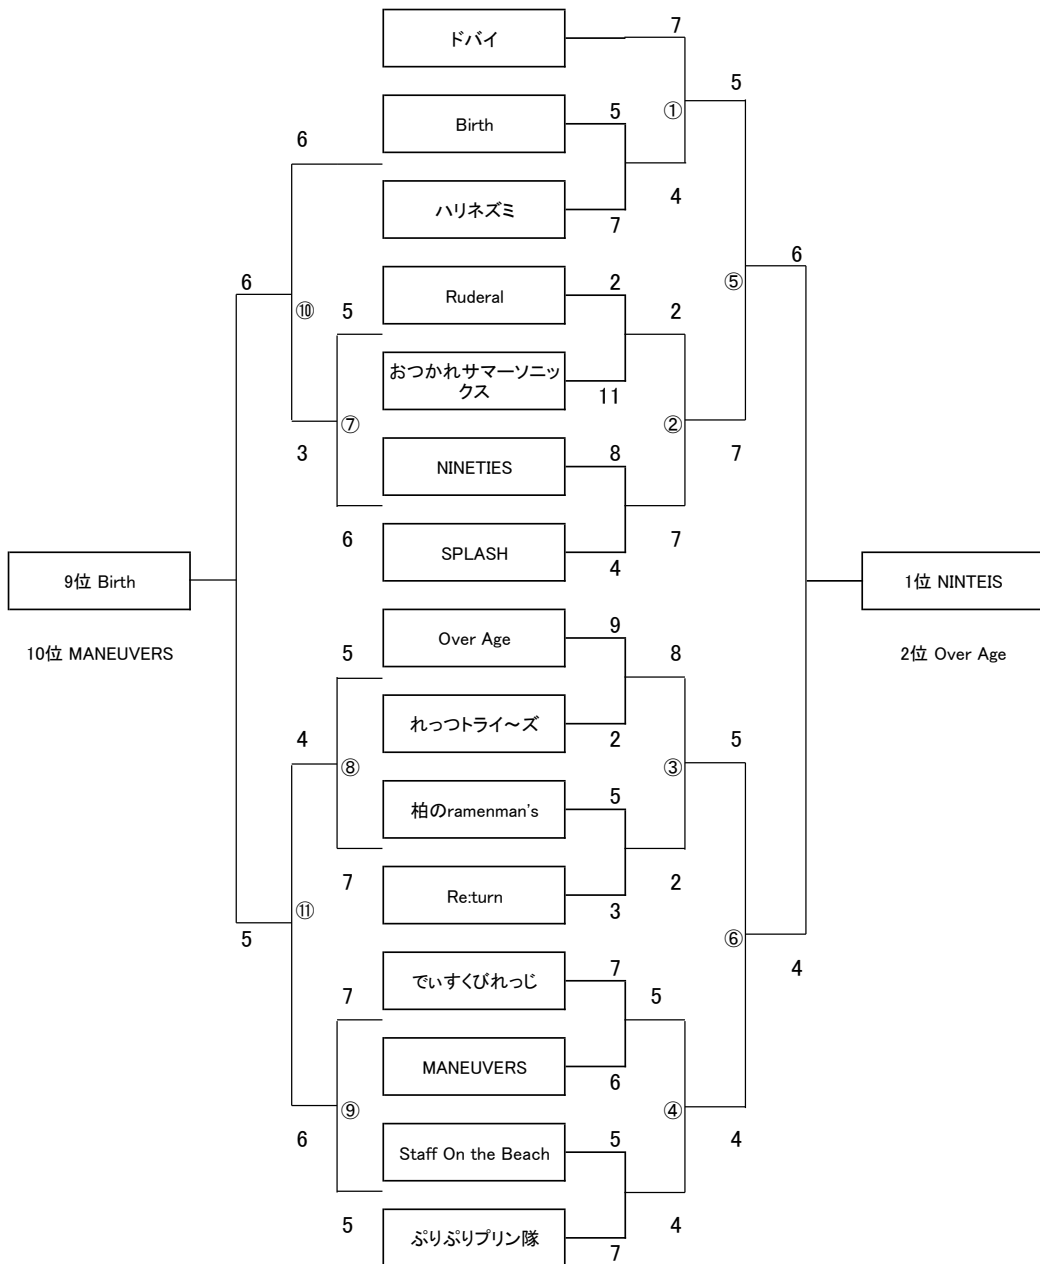 7
ドバイ
5
Birth
5
①
6
ハリネズミ
4
7
6
6
Ruderal
2
2
⑤
⑩
5
おつかれサマーソニッ
クス
11
⑦
②
3
NINETIES
8
7
6
SPLASH
7
4
9位 Birth
1位 NINTEIS
10位 MANEUVERS
5
Over Age
9
8
2位 Over Age
4
れっつトライ～ズ
2
5
⑧
③
柏のramenman's
5
7
Re:turn
2
3
⑪
⑥
5
4
7
でぃすくびれっじ
7
5
MANEUVERS
6
⑨
④
6
Staff On the Beach
5
4
5
ぷりぷりプリン隊
4
7